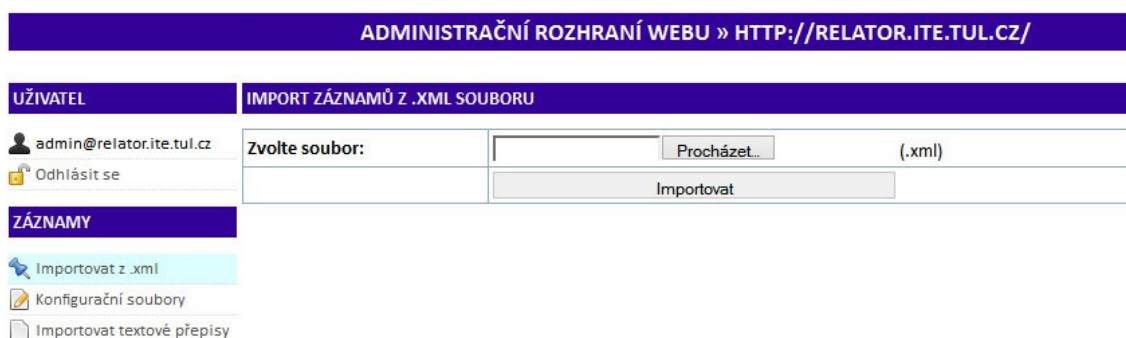 ADMINISTRAČNÍ ROZHRANÍ WEBU » HTTP://RELATOR.ITE.TUL.CZ/
UŽIVATEL
admin@relator.ite.tul.cz
Odhlásit se
ZÁZNAMY
Importovat z .xml
Konfigurační soubory
Importovat textové přepisy
IMPORT ZÁZNAMŮ Z .XML SOUBORU
Zvolte soubor: Procházet... (.xml)
Importovat